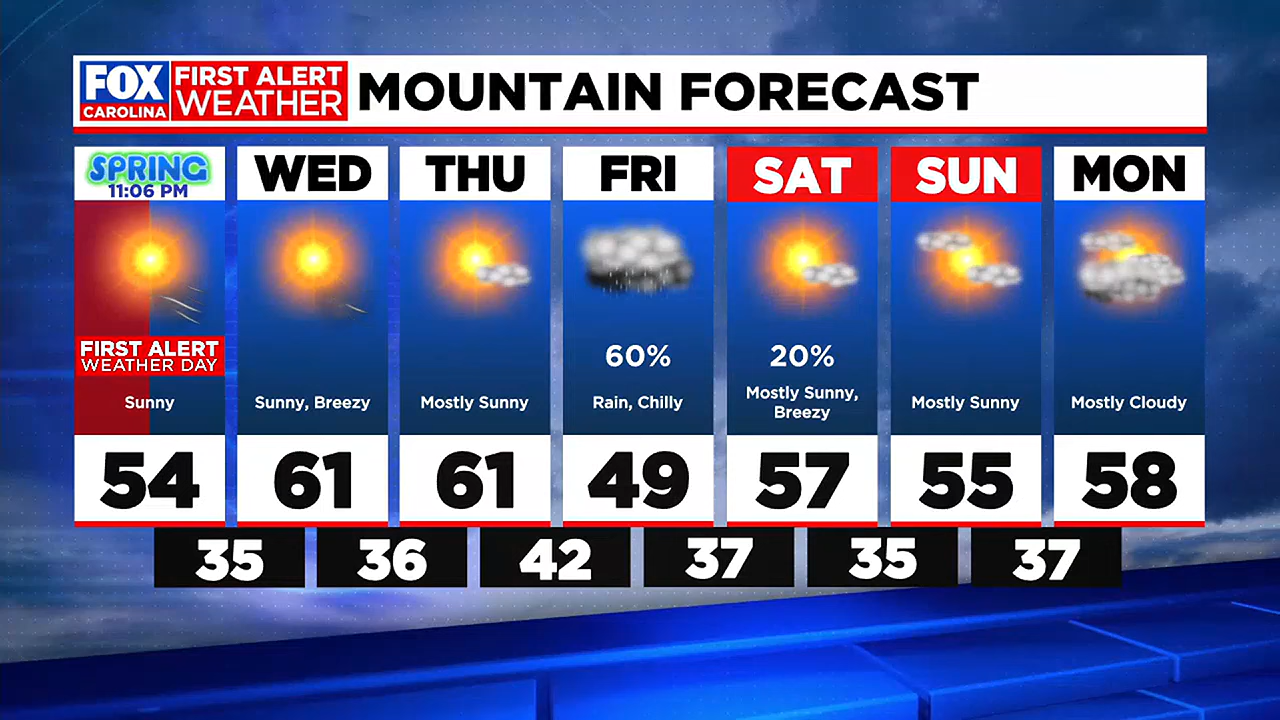 FOX
CAROLINA
FIRST ALERT
WEATHER
MOUNTAIN FORECAST
SPRING
11:06 PM
WED
THU
FRI
SAT
SUN
MON
FIRST ALERT
WEATHER DAY
60%
20%
Sunny
Sunny, Breezy
Mostly Sunny
Rain, Chilly
Mostly Sunny,
Breezy
Mostly Sunny
Mostly Cloudy
54
61
61
49
57
55
58
35
36
42
37
35
37